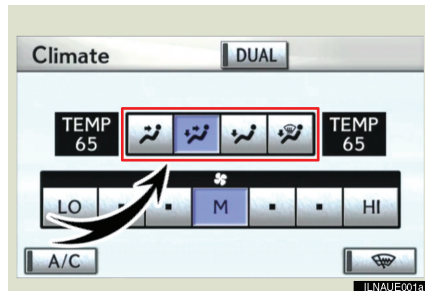 Climate
DUAL
TEMP
65
TEMP
65
LO
M
HI
A/C
ILNAUE001a